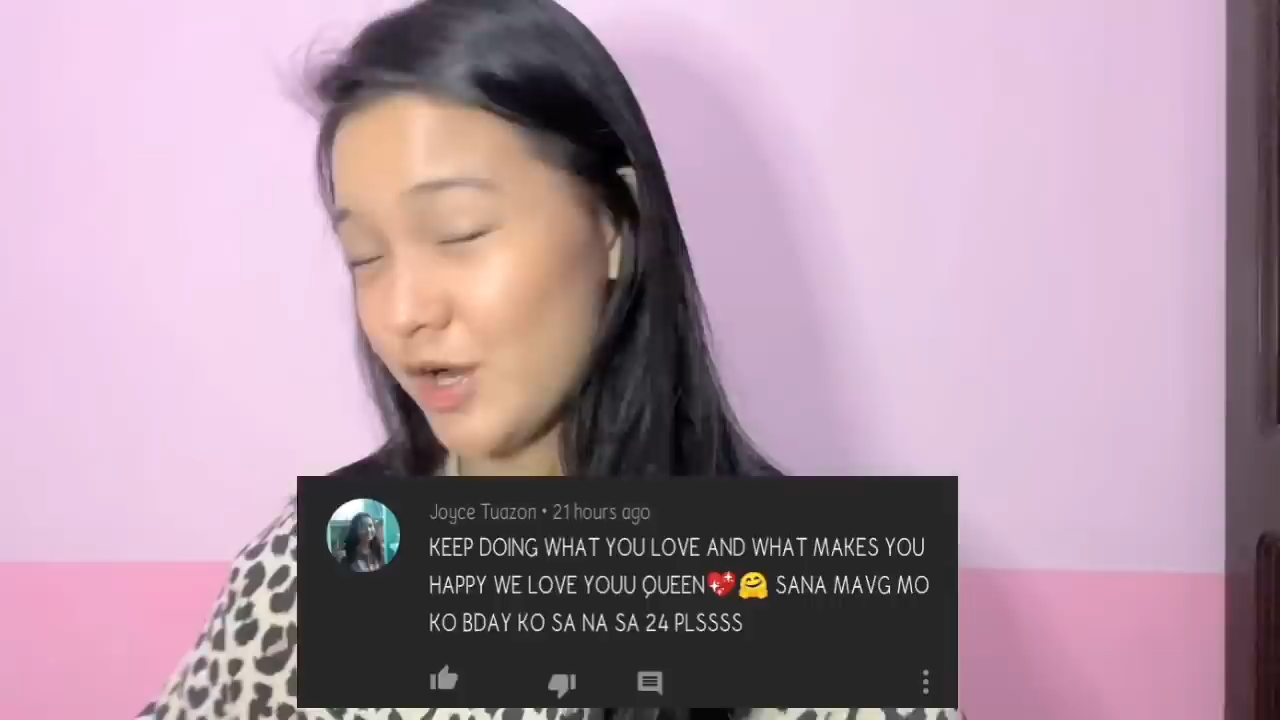 Joyce Tuazon • 21 hours ago
KEEP DOING WHAT YOU LOVE AND WHAT MAKES YOU
HAPPY WE LOVE YOUU QUEEN💖🤗 SANA MAVG MO
KO BDAY KO SA NA SA 24 PLSSSS